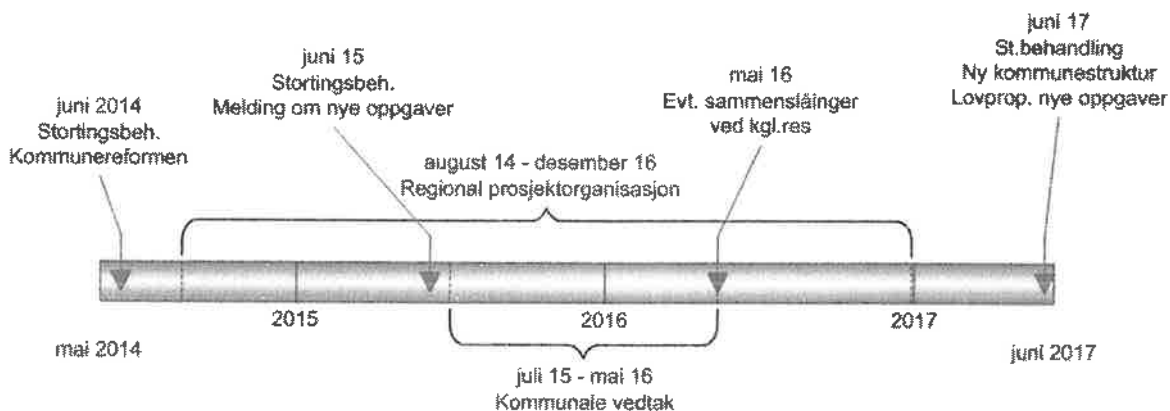 juni 2014
Stortingsbeh.
Kommunereformen
juni 15
Stortingsbeh.
Melding om nye oppgaver
august 14 - desember 16
Regional prosjektorganisasjon
mai 16
Evt. sammenslåinger
ved kgl.res
juni 17
St.behandling
Ny kommunestruktur
Lovprop. nye oppgaver
2015
2016
2017
mai 2014
juni 2017
juli 15 - mai 16
Kommunale vedtak